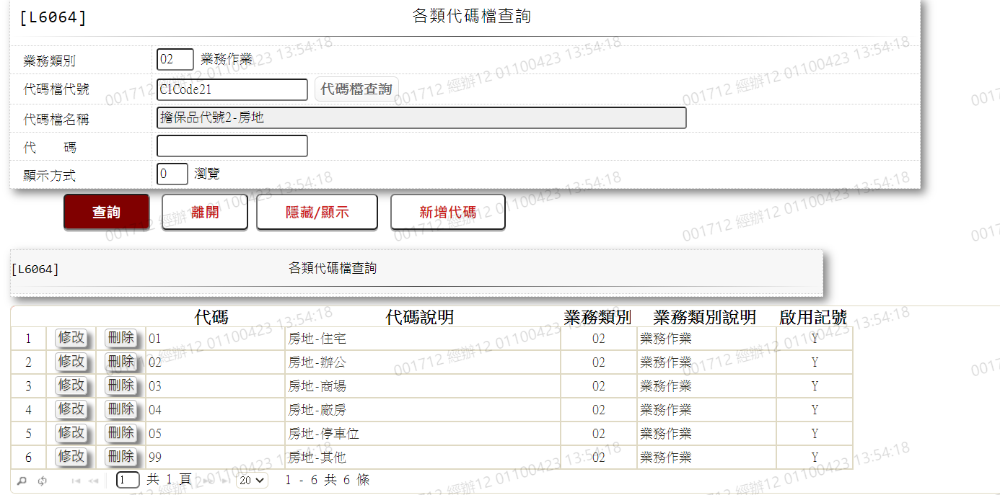 [L6064] 各類代碼檔查詢
業務類別 02 業務作業
代碼檔代號 ClCode21 代碼檔查詢
代碼檔名稱 擔保品代號2-房地
代 碼
顯示方式 0 瀏覽
查詢 離開 隱藏/顯示 新增代碼
[L6064] 各類代碼檔查詢
代碼 代碼說明 業務類別 業務類別說明 啟用記號
1 修改 刪除 01 房地-住宅 02 業務作業 Y
2 修改 刪除 02 房地-辦公 02 業務作業 Y
3 修改 刪除 03 房地-商場 02 業務作業 Y
4 修改 刪除 04 房地-廠房 02 業務作業 Y
5 修改 刪除 05 房地-停車位 02 業務作業 Y
6 修改 刪除 99 房地-其他 02 業務作業 Y
1 共 1 頁 20 1 - 6 共 6 條
001712 經辦12 01100423 13:54:18